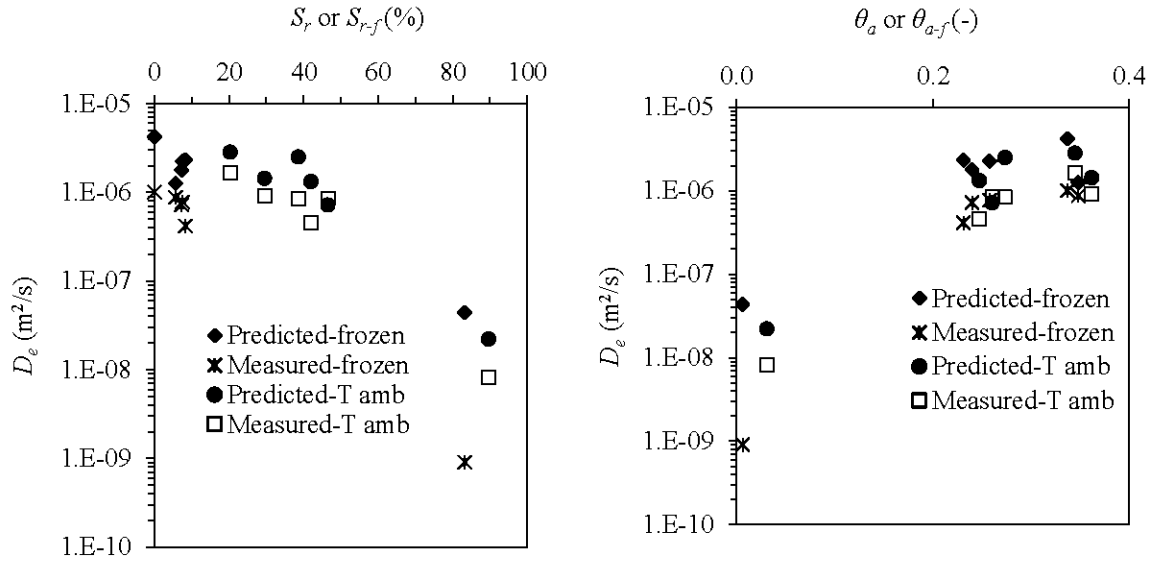 S_r or S_{r-f} (%)
0 20 40 60 80 100
1.E-05
1.E-06
1.E-07
1.E-08
1.E-09
1.E-10
D_e (m²/s)
Predicted-frozen
Measured-frozen
Predicted-T amb
Measured-T amb
θ_a or θ_{a-f} (-)
0.0 0.2 0.4
1.E-05
1.E-06
1.E-07
1.E-08
1.E-09
1.E-10
D_e (m²/s)
Predicted-frozen
Measured-frozen
Predicted-T amb
Measured-T amb